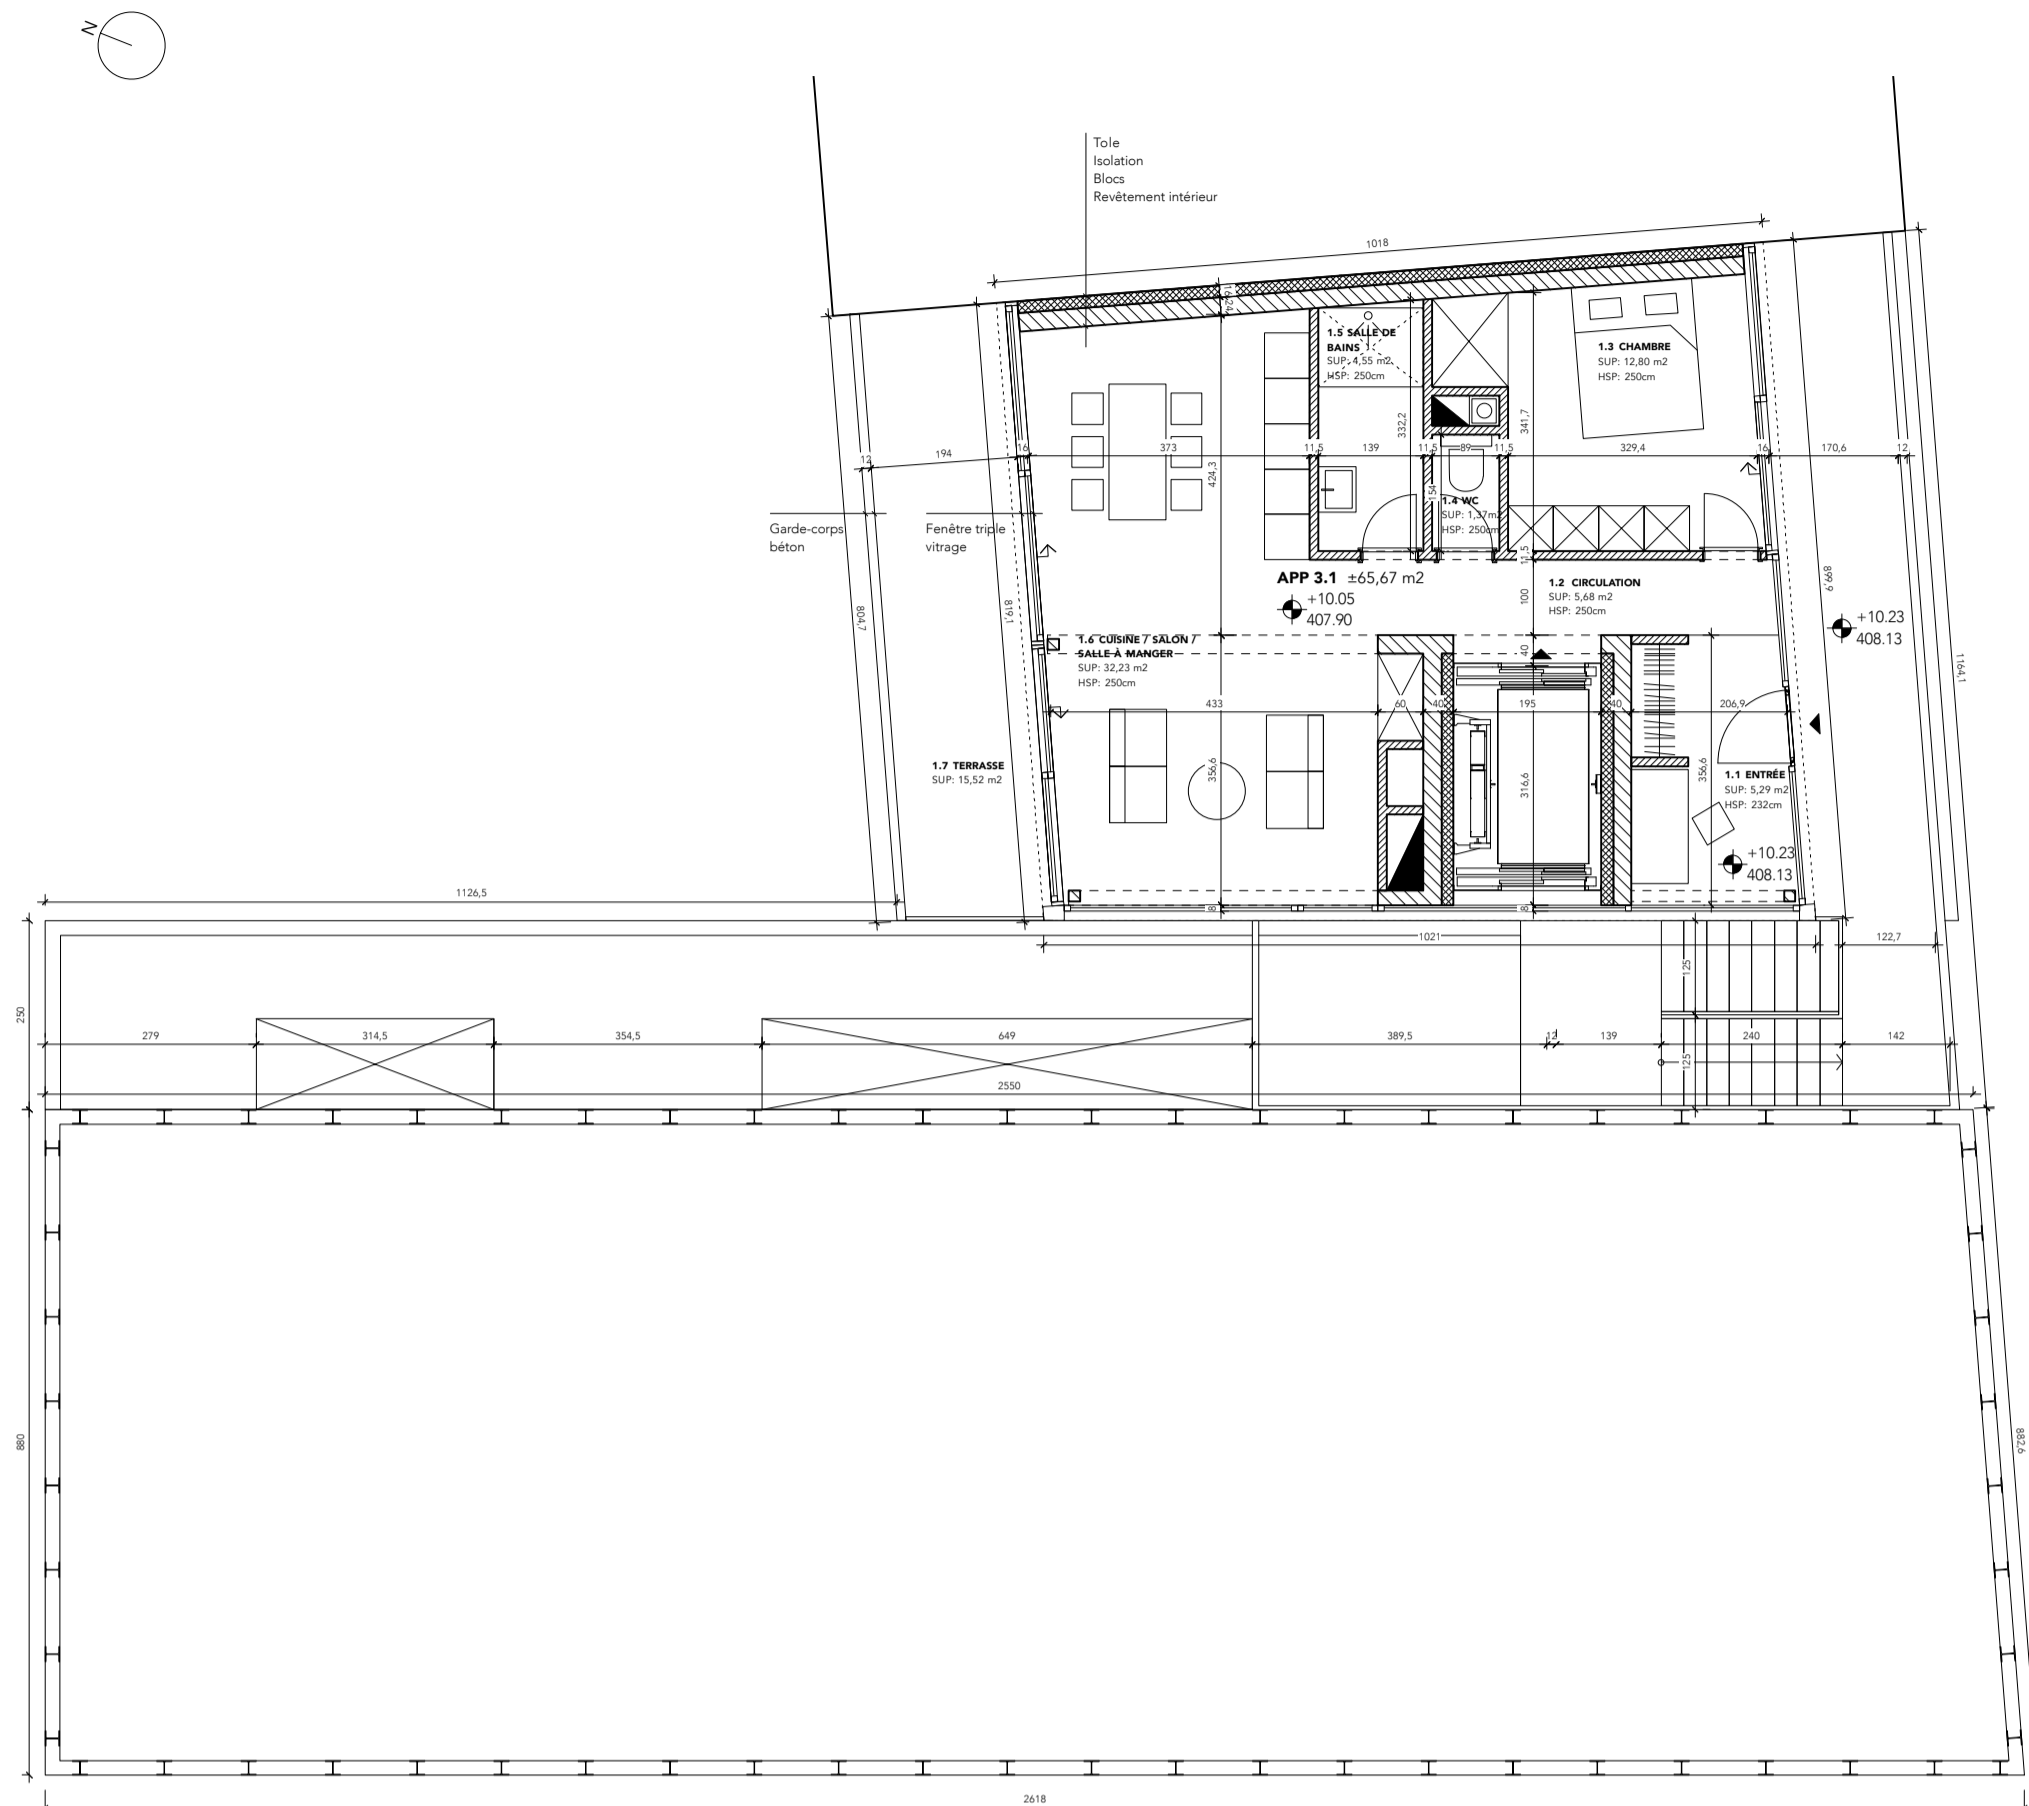 N
Tole
Isolation
Blocs
Revêtement intérieur
1018
1.5 SALLE DE
BAINS
SUP: 4,55 m2
HSP: 250cm
1.3 CHAMBRE
SUP: 12,80 m2
HSP: 250cm
332,2
341,7
424,3
12
194
16
373
11,5
139
11,5
89
11,5
329,4
16
170,6
12
154
1.4 WC
SUP: 1,37m2
HSP: 250cm
Garde-corps
béton
Fenêtre triple
vitrage
11,5
APP 3.1 ±65,67 m2
+10.05
407.90
1.2 CIRCULATION
SUP: 5,68 m2
HSP: 250cm
100
899,9
804,7
819,1
+10.23
408.13
1164,1
1.6 CUISINE / SALON /
SALLE À MANGER
SUP: 32,23 m2
HSP: 250cm
40
433
60
40
195
40
206,9
356,6
316,6
356,6
1.7 TERRASSE
SUP: 15,52 m2
1.1 ENTRÉE
SUP: 5,29 m2
HSP: 232cm
+10.23
408.13
8
8
1126,5
1021
122,7
125
250
279
314,5
354,5
649
389,5
12
139
240
142
125
2550
880
882,6
2618